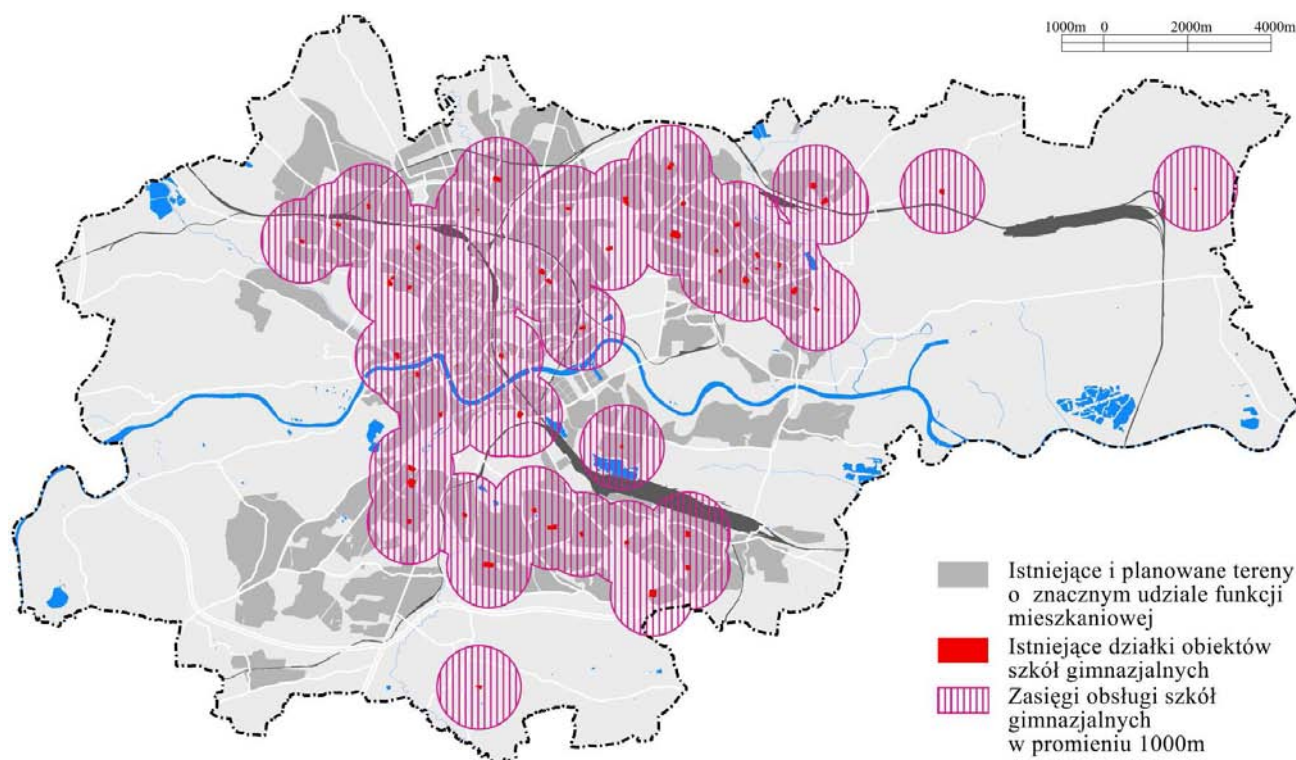 1000m 0 2000m 4000m
Istniejące i planowane tereny
o znacznym udziale funkcji
mieszkaniowej
Istniejące działki obiektów
szkół gimnazjalnych
Zasięgi obsługi szkół
gimnazjalnych
w promieniu 1000m